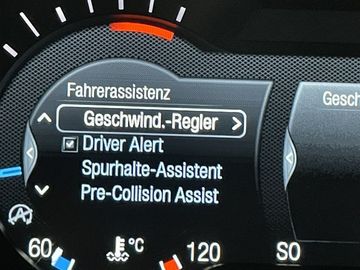 Fahrerassistenz
Geschwind.-Regler >
Driver Alert
Spurhalte-Assistent
Pre-Collision Assist
Gesch
60 °C 120 SO